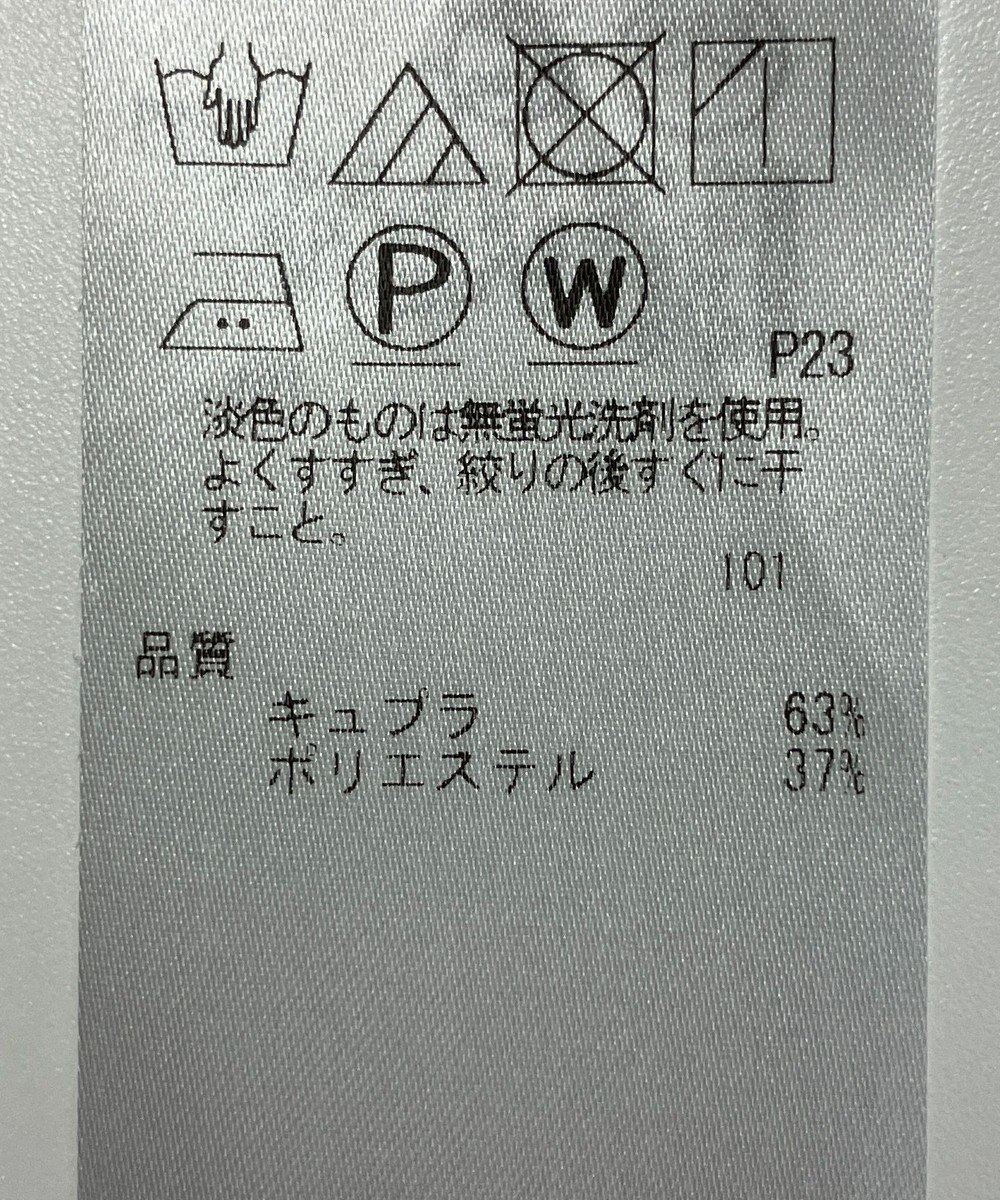 P W
P23
淡色のものは無蛍光洗剤を使用。
よくすすぎ、絞りの後すぐに干
すこと。
101
品質
キュプラ 63%
ポリエステル 37%